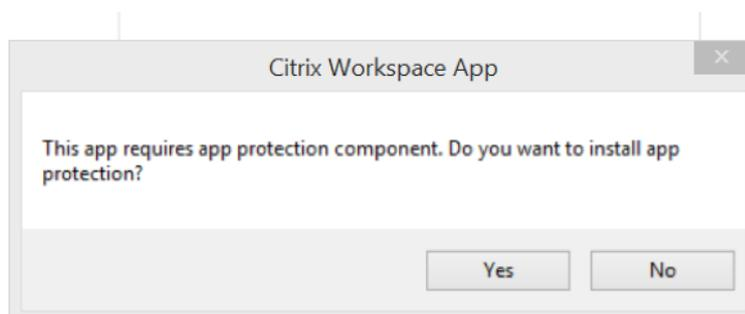 Citrix Workspace App
This app requires app protection component. Do you want to install app
protection?
Yes
No